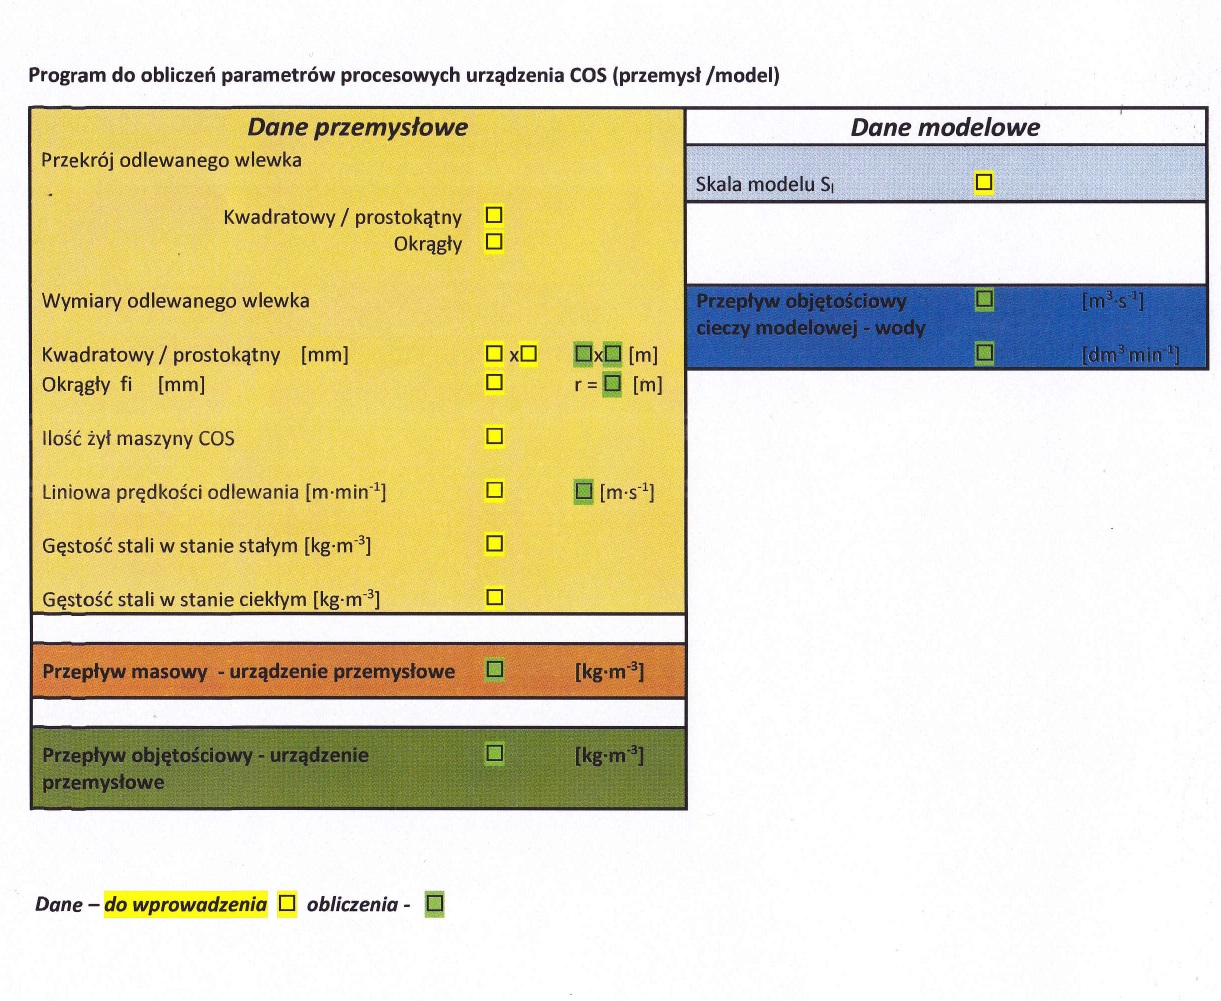 Program do obliczeń parametrów procesowych urządzenia COS (przemysł /model)
Dane przemysłowe
Przekrój odlewanego wlewka
Kwadratowy / prostokątny
Okrągły
Wymiary odlewanego wlewka
Kwadratowy / prostokątny [mm] x x [m]
Okrągły fi [mm] r = [m]
Ilość żył maszyny COS
Liniowa prędkości odlewania [m·min⁻¹] [m·s⁻¹]
Gęstość stali w stanie stałym [kg·m⁻³]
Gęstość stali w stanie ciekłym [kg·m⁻³]
Przepływ masowy - urządzenie przemysłowe [kg·m⁻³]
Przepływ objętościowy - urządzenie [kg·m⁻³]
przemysłowe
Dane modelowe
Skala modelu Sₗ
Przepływ objętościowy [m³·s⁻¹]
cieczy modelowej - wody
[dm³ min⁻¹]
Dane – do wprowadzenia obliczenia -